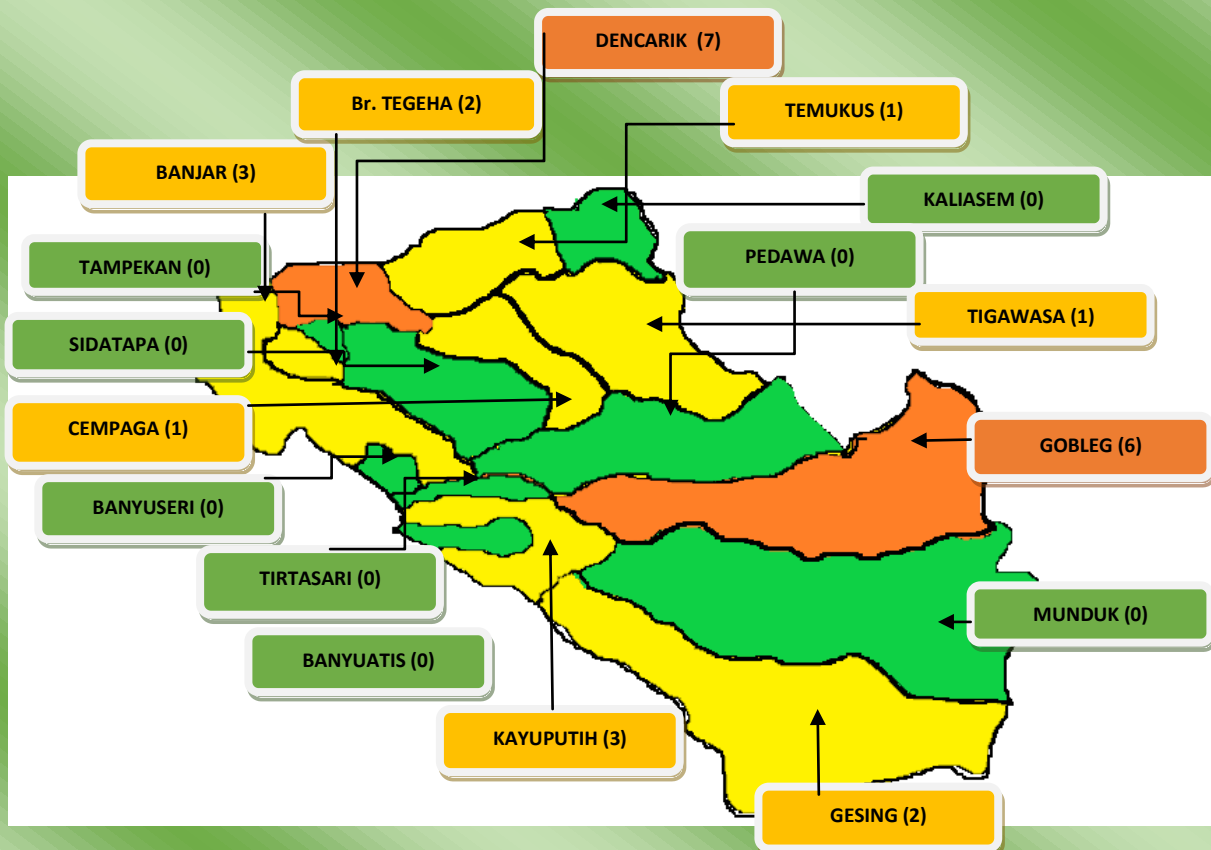 DENCARIK (7)
Br. TEGEHA (2)
TEMUKUS (1)
BANJAR (3)
KALIASEM (0)
TAMPEKAN (0)
PEDAWA (0)
TIGAWASA (1)
SIDATAPA (0)
CEMPAGA (1)
GOBLEG (6)
BANYUSERI (0)
TIRTASARI (0)
MUNDUK (0)
BANYUATIS (0)
KAYUPUTIH (3)
GESING (2)